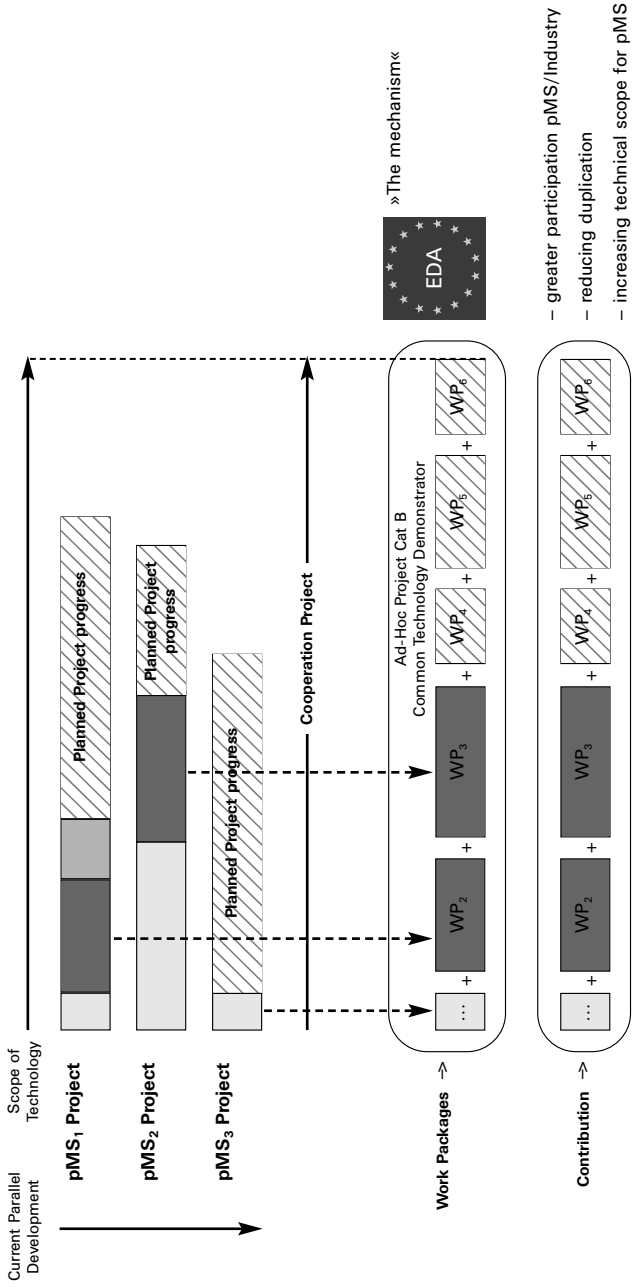 Current Parallel
Development
Scope of
Technology
pMS₁ Project
Planned Project progress
pMS₂ Project
Planned Project
progress
pMS₃ Project
Planned Project progress
Cooperation Project
Ad-Hoc Project Cat B
Common Technology Demonstrator
»The mechanism«
EDA
Work Packages –>
... + WP₂ + WP₃ + WP₄ + WP₅ + WP₆
Contribution –>
... + WP₂ + WP₃ + WP₄ + WP₅ + WP₆
– greater participation pMS/Industry
– reducing duplication
– increasing technical scope for pMS